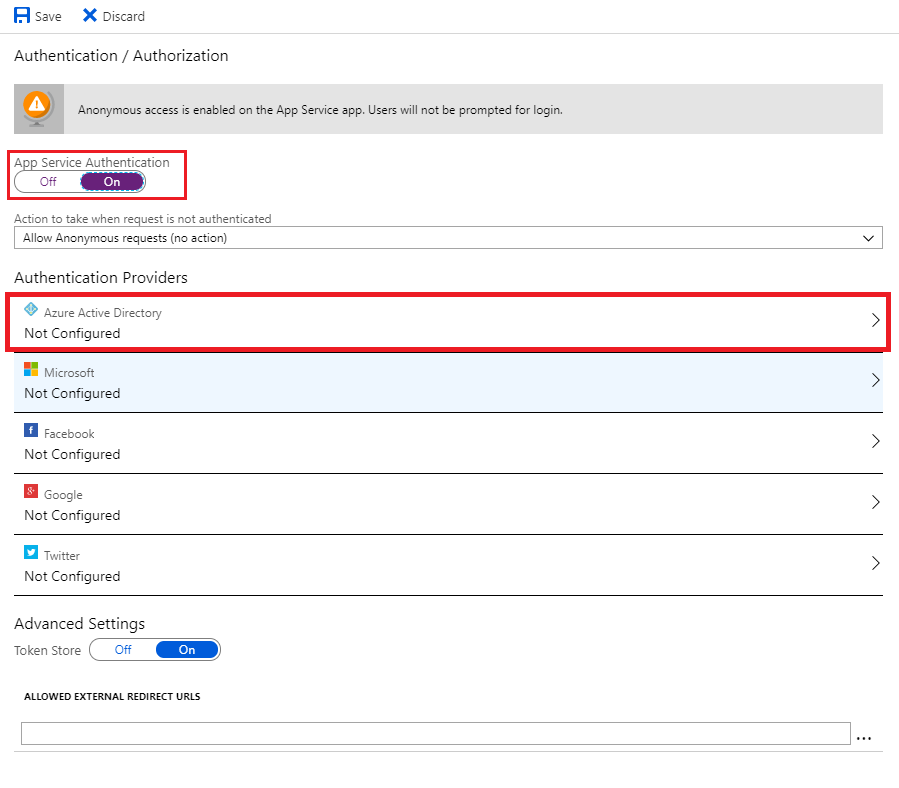 Save Discard
Authentication / Authorization
Anonymous access is enabled on the App Service app. Users will not be prompted for login.
App Service Authentication
Off On
Action to take when request is not authenticated
Allow Anonymous requests (no action)
Authentication Providers
Azure Active Directory
Not Configured
Microsoft
Not Configured
Facebook
Not Configured
Google
Not Configured
Twitter
Not Configured
Advanced Settings
Token Store Off On
ALLOWED EXTERNAL REDIRECT URLS
...